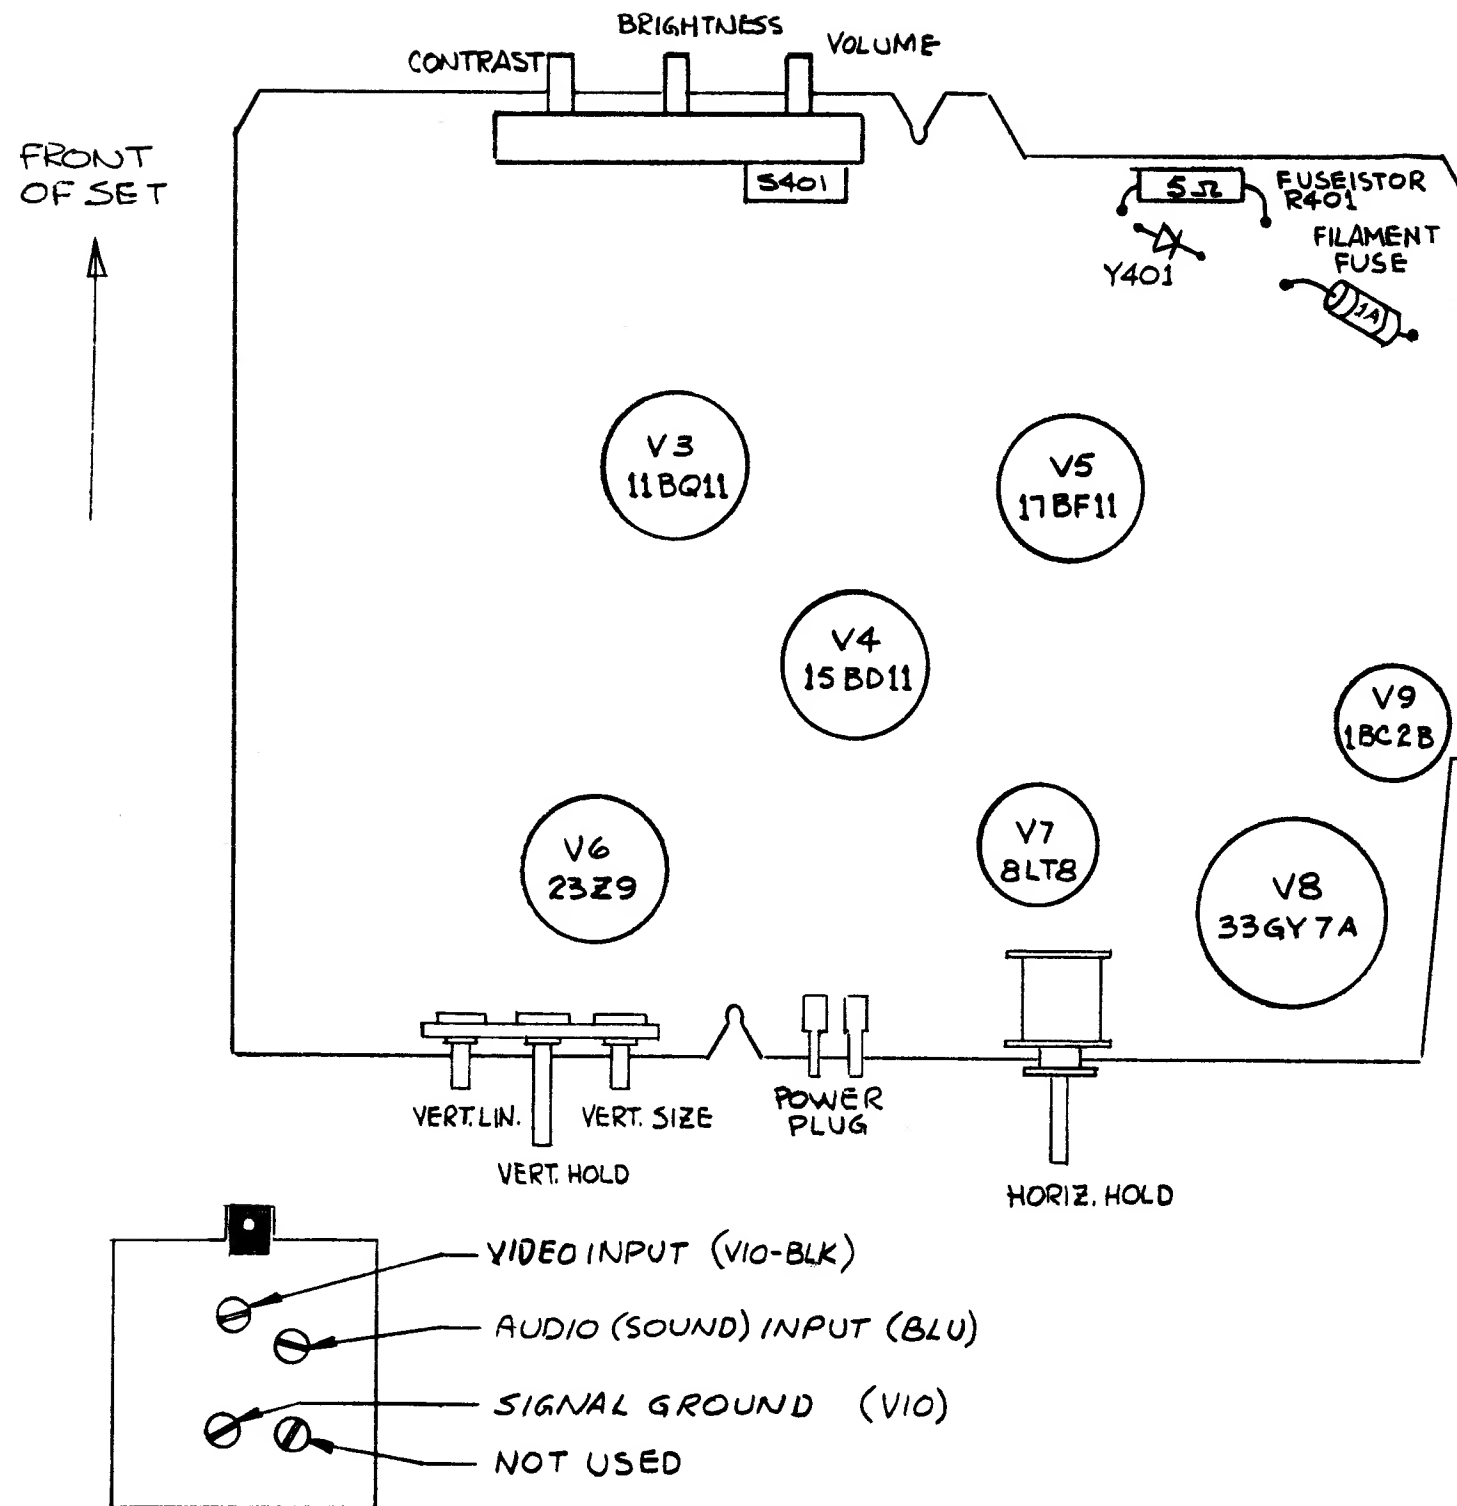 BRIGHTNESS
CONTRAST
VOLUME
FRONT
OF SET
S401
5Ω
FUSEISTOR
R401
FILAMENT
FUSE
Y401
1A
V3
11BQ11
V5
17BF11
V4
15BD11
V9
1BC2B
V6
23Z9
V7
8LT8
V8
33GY7A
VERT. LIN.
VERT. SIZE
POWER
PLUG
VERT. HOLD
HORIZ. HOLD
VIDEO INPUT (VIO-BLK)
AUDIO (SOUND) INPUT (BLU)
SIGNAL GROUND (VIO)
NOT USED